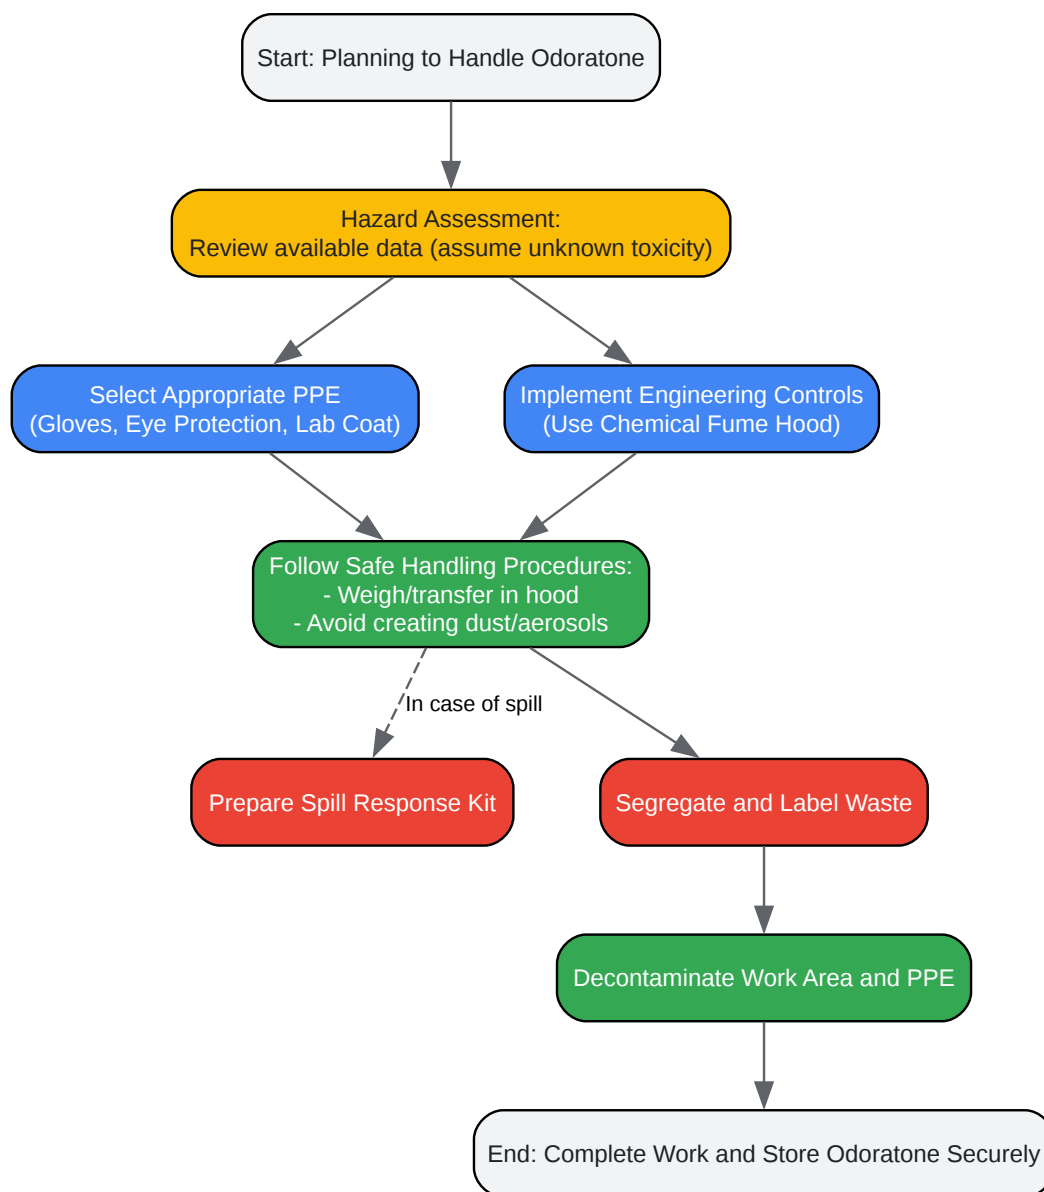 Start: Planning to Handle Odoratone
Hazard Assessment:
Review available data (assume unknown toxicity)
Select Appropriate PPE
(Gloves, Eye Protection, Lab Coat)
Implement Engineering Controls
(Use Chemical Fume Hood)
Follow Safe Handling Procedures:
- Weigh/transfer in hood
- Avoid creating dust/aerosols
In case of spill
Prepare Spill Response Kit
Segregate and Label Waste
Decontaminate Work Area and PPE
End: Complete Work and Store Odoratone Securely